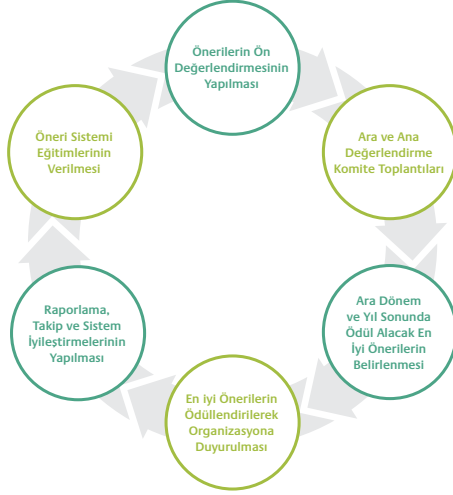 Önerilerin Ön
Değerlendirmesinin
Yapılması
Ara ve Ana
Değerlendirme
Komite Toplantıları
Ara Dönem
ve Yıl Sonunda
Ödül Alacak En
İyi Önerilerin
Belirlenmesi
En iyi Önerilerin
Ödüllendirilerek
Organizasyona
Duyurulması
Raporlama,
Takip ve Sistem
İyileştirmelerinin
Yapılması
Öneri Sistemi
Eğitimlerinin
Verilmesi